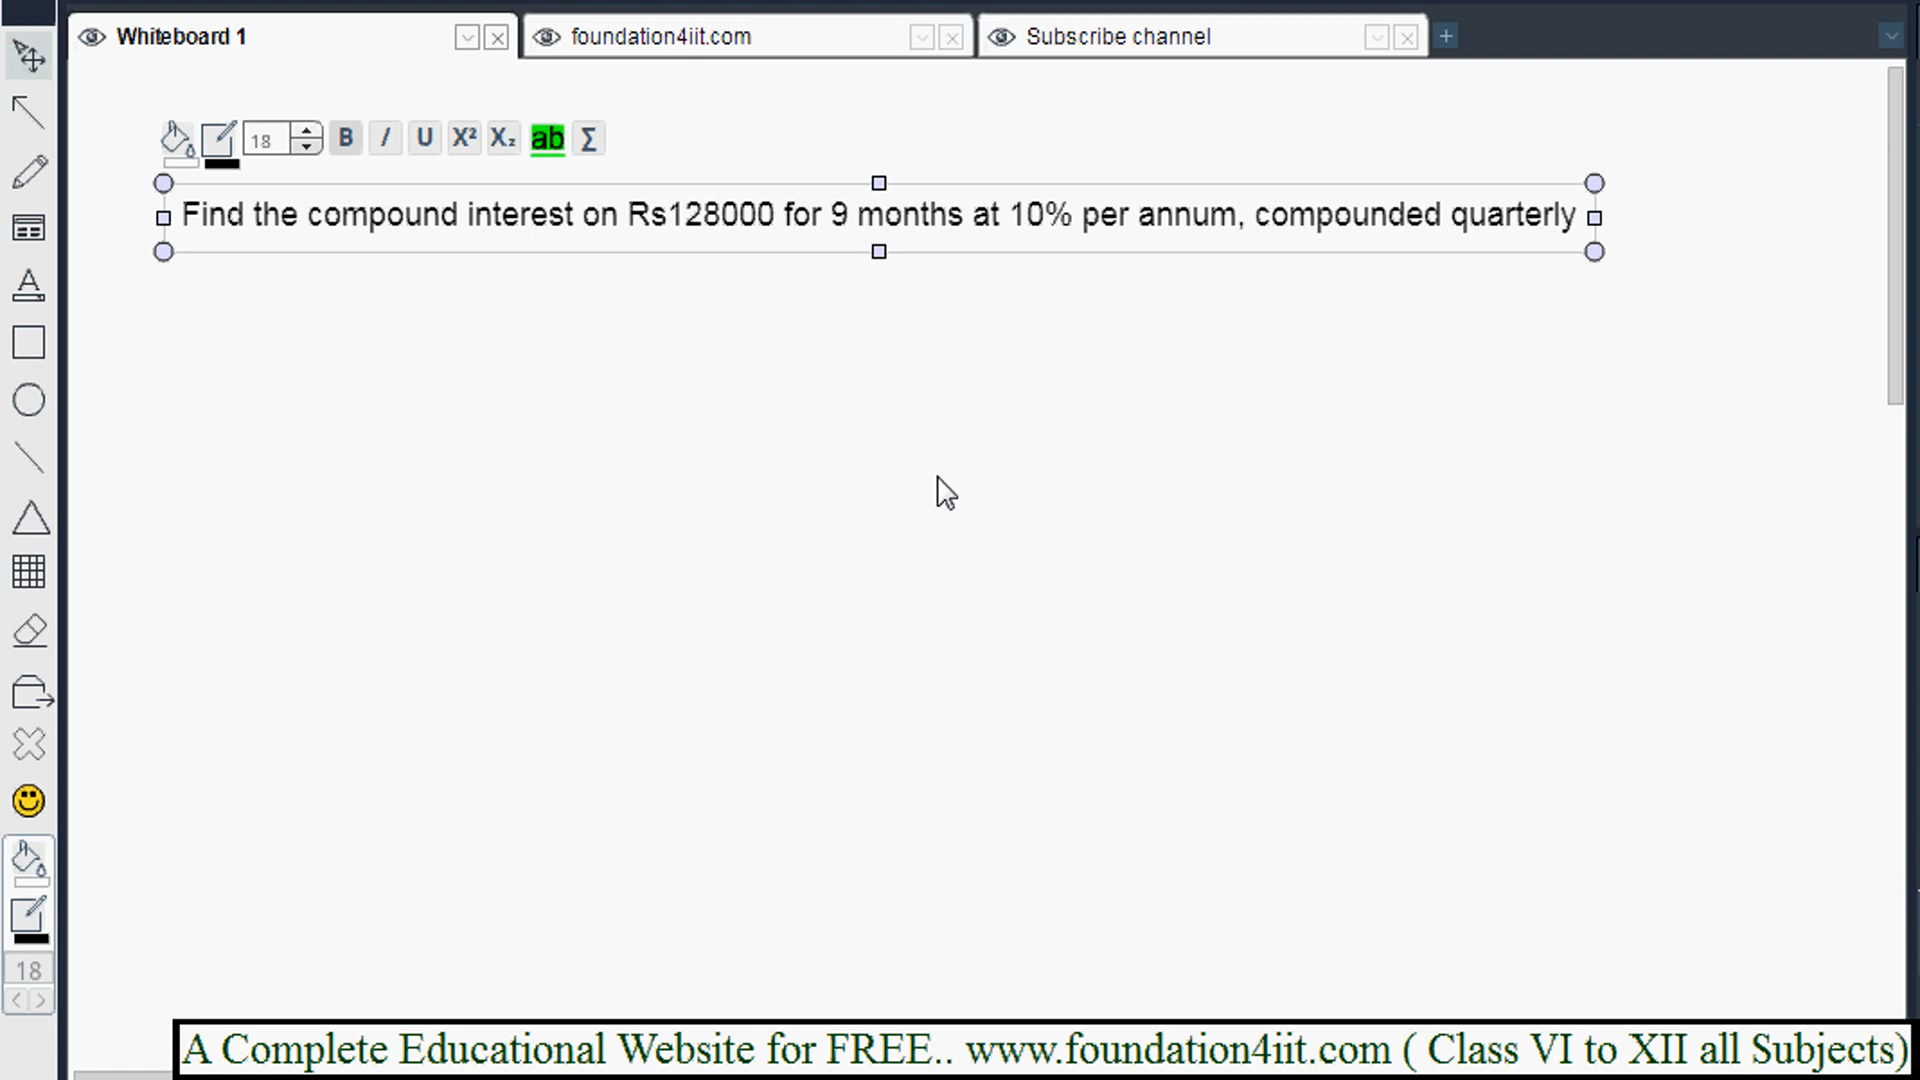 Whiteboard 1 foundation4iit.com Subscribe channel
18 B I U X² X₂ ab Σ
Find the compound interest on Rs128000 for 9 months at 10% per annum, compounded quarterly
A
18
A Complete Educational Website for FREE.. www.foundation4iit.com ( Class VI to XII all Subjects)